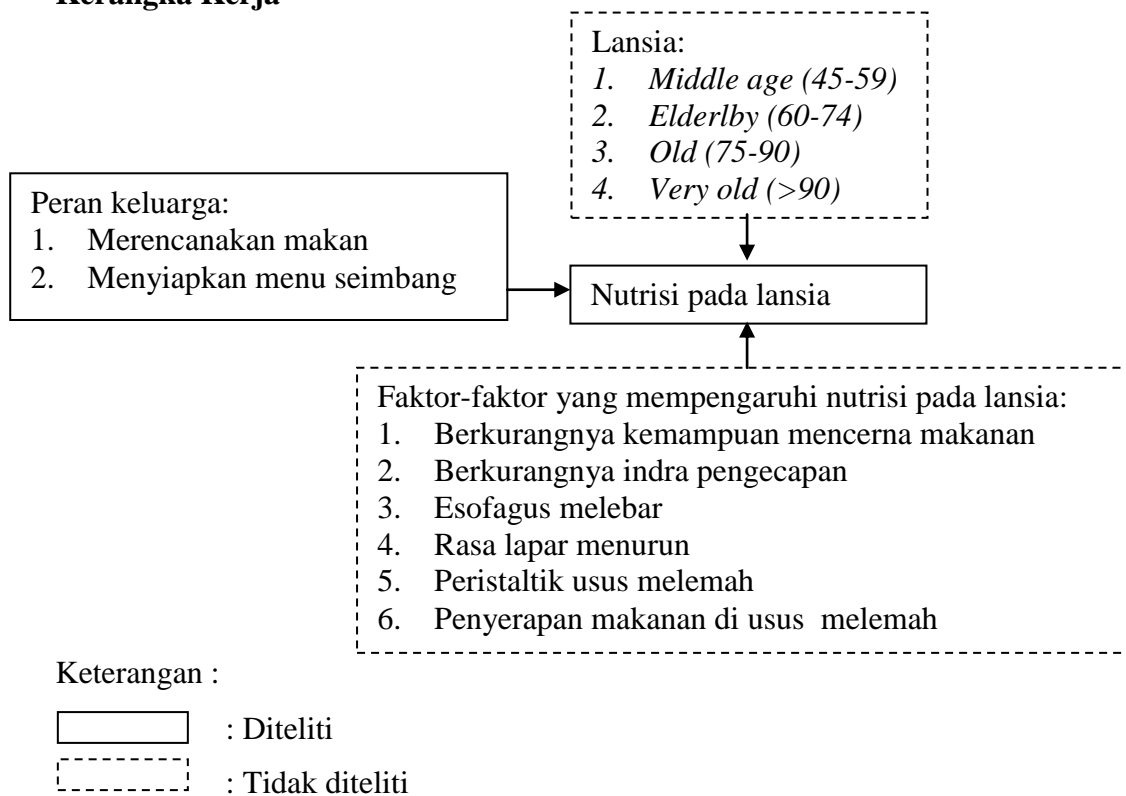 Kerangka Kerja
Lansia:
1. Middle age (45-59)
2. Elderlby (60-74)
3. Old (75-90)
4. Very old (>90)
Peran keluarga:
1. Merencanakan makan
2. Menyiapkan menu seimbang
Nutrisi pada lansia
Faktor-faktor yang mempengaruhi nutrisi pada lansia:
1. Berkurangnya kemampuan mencerna makanan
2. Berkurangnya indra pengecapan
3. Esofagus melebar
4. Rasa lapar menurun
5. Peristaltik usus melemah
6. Penyerapan makanan di usus melemah
Keterangan :
: Diteliti
: Tidak diteliti